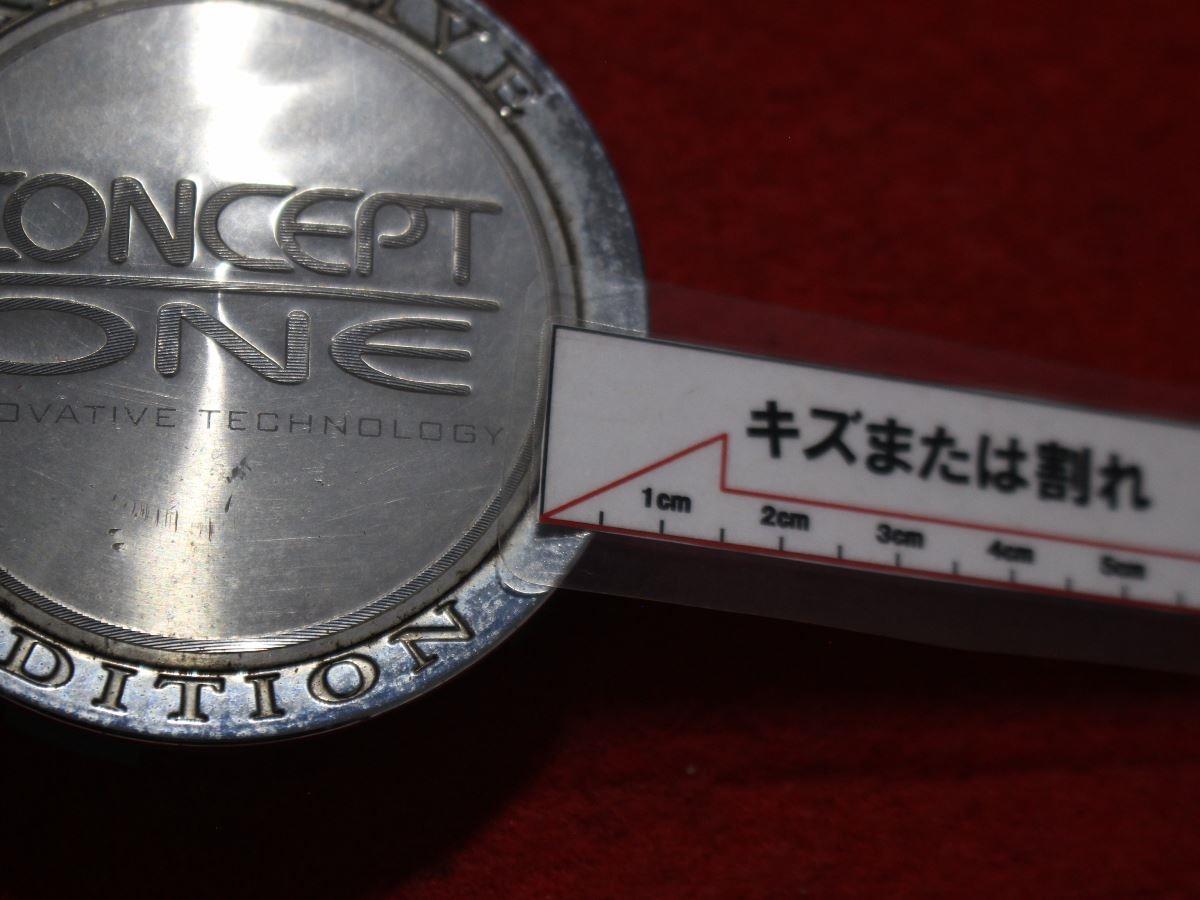 CONCEPT
ONE
OVATIVE TECHNOLOGY
DITION
キズまたは割れ
1cm 2cm 3cm 4cm 5cm